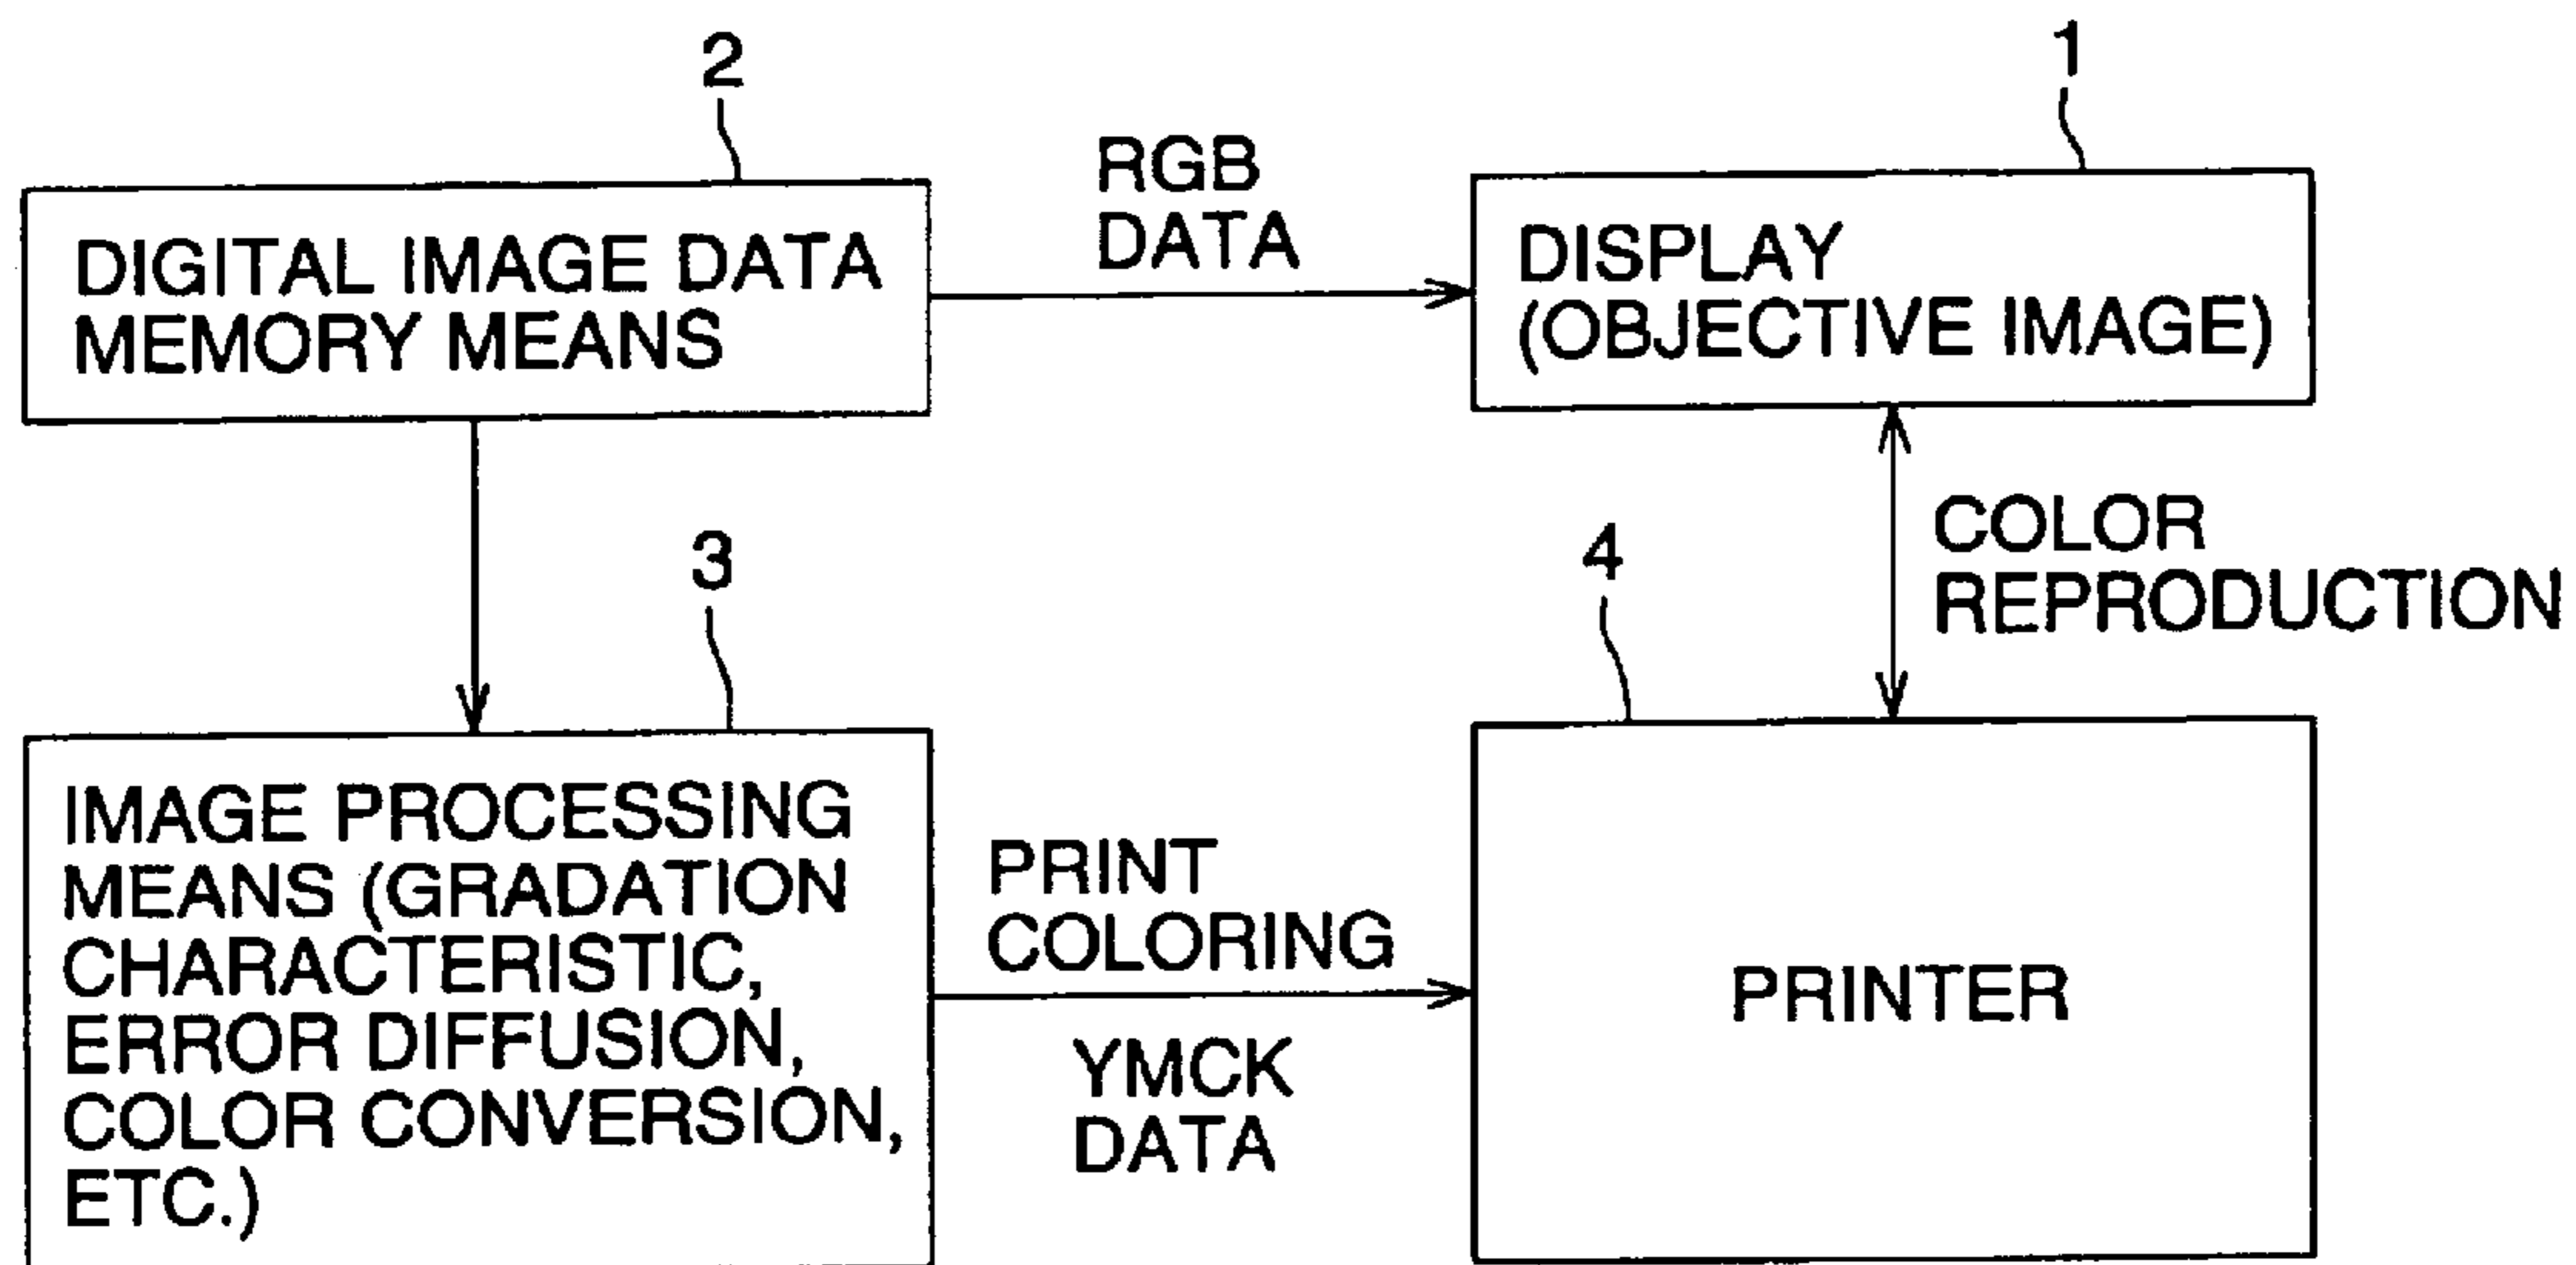 2
1
DIGITAL IMAGE DATA
MEMORY MEANS
RGB
DATA
DISPLAY
(OBJECTIVE IMAGE)
COLOR
REPRODUCTION
3
4
IMAGE PROCESSING
MEANS (GRADATION
CHARACTERISTIC,
ERROR DIFFUSION,
COLOR CONVERSION,
ETC.)
PRINT
COLORING
YMCK
DATA
PRINTER